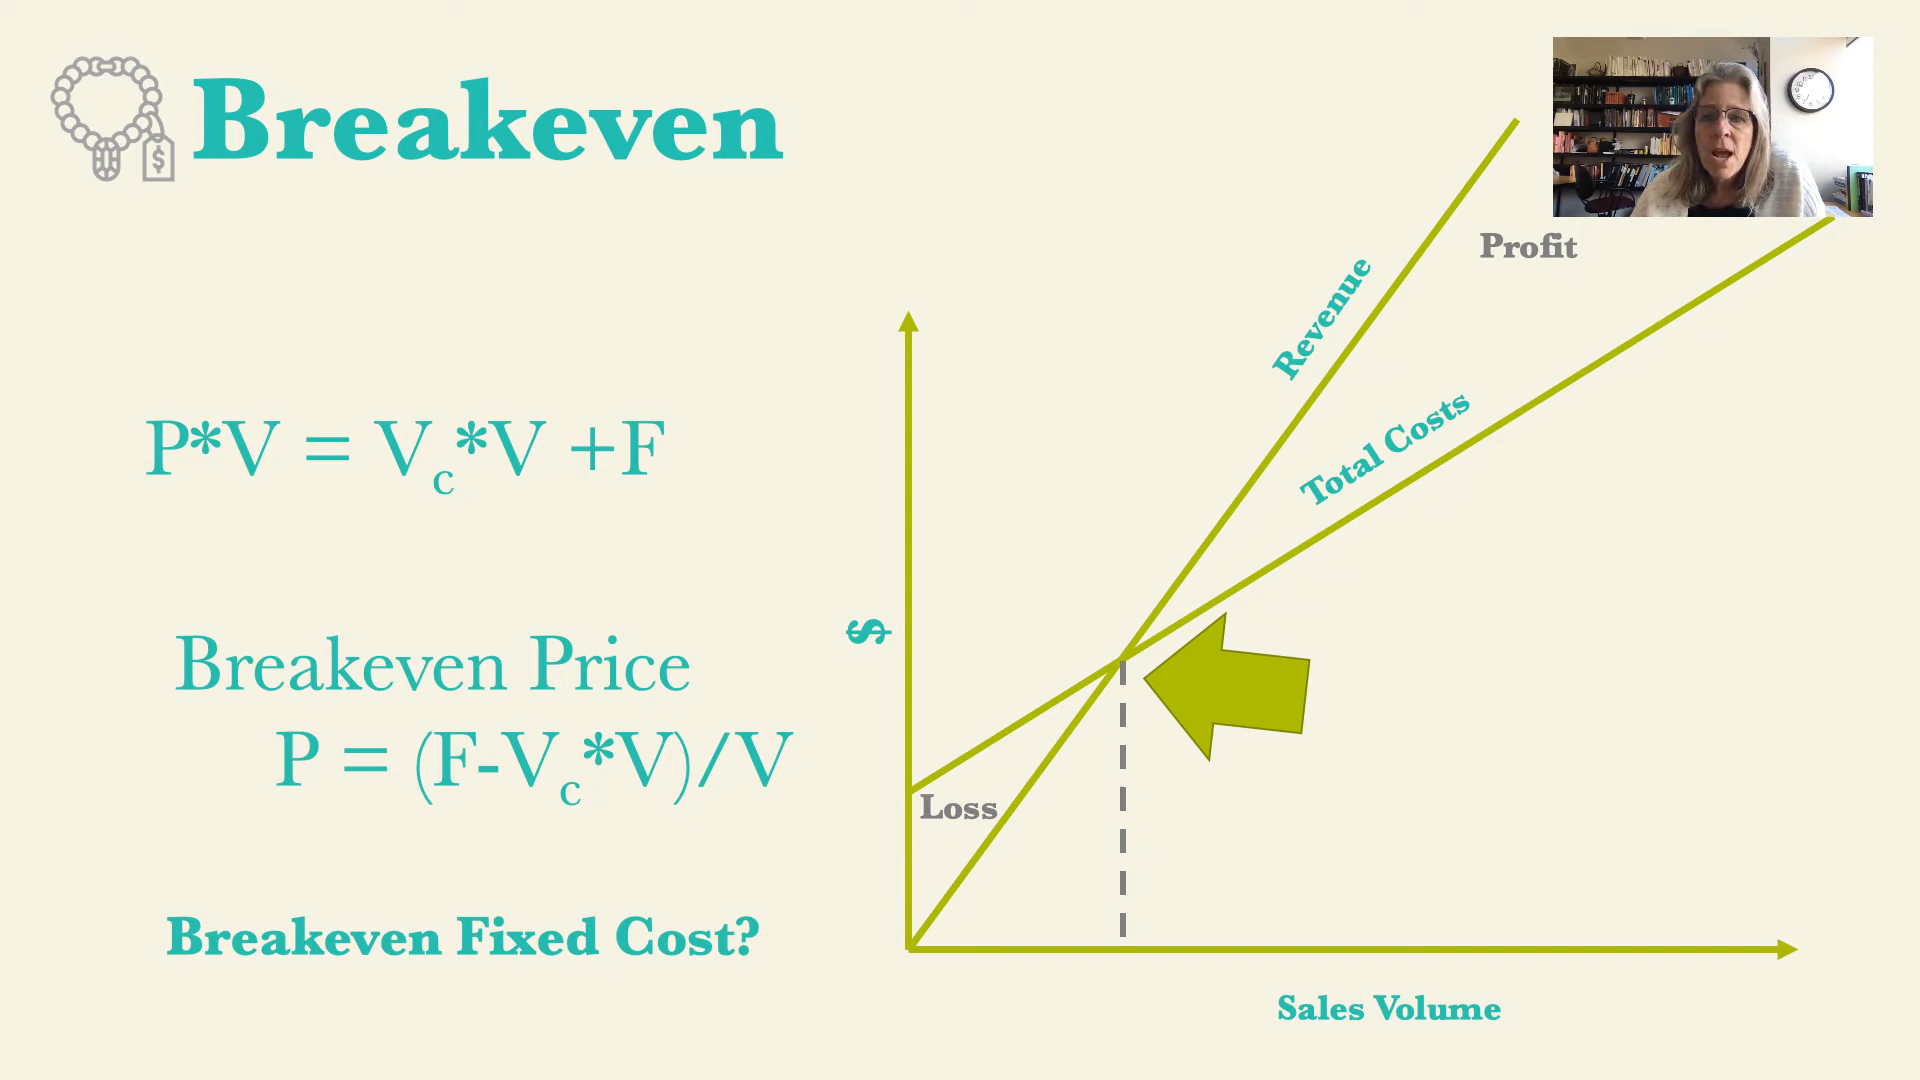 Breakeven
$
P*V = Vc*V +F
Breakeven Price
P = (F-Vc*V)/V
Breakeven Fixed Cost?
Profit
Revenue
Total Costs
$
Loss
Sales Volume